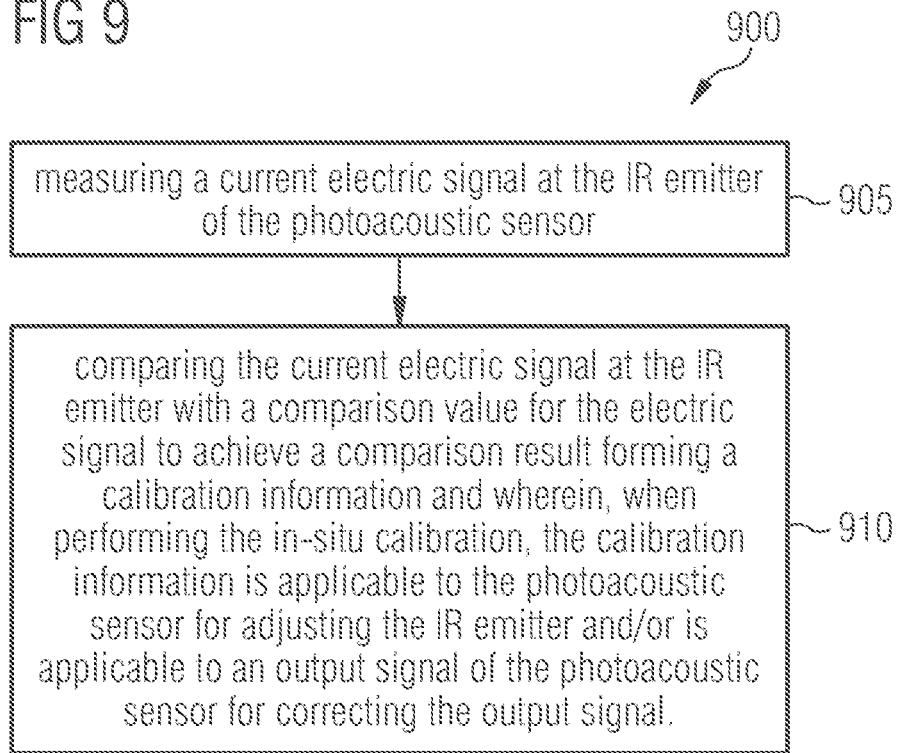 FIG 9
900
measuring a current electric signal at the IR emitter
of the photoacoustic sensor
905
comparing the current electric signal at the IR
emitter with a comparison value for the electric
signal to achieve a comparison result forming a
calibration information and wherein, when
performing the in-situ calibration, the calibration
information is applicable to the photoacoustic
sensor for adjusting the IR emitter and/or is
applicable to an output signal of the photoacoustic
sensor for correcting the output signal.
910